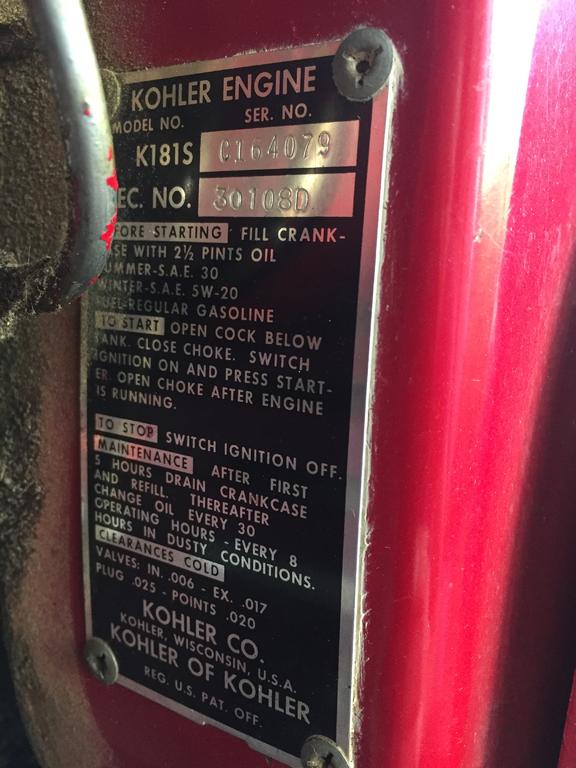 KOHLER ENGINE
MODEL NO. SER. NO.
K181S C164079
EC. NO. 30108D
FORE STARTING FILL CRANK-
SE WITH 2½ PINTS OIL
UMMER-S.A.E. 30
WINTER-S.A.E. 5W-20
FUEL-REGULAR GASOLINE
TO START OPEN COCK BELOW
TANK. CLOSE CHOKE. SWITCH
IGNITION ON AND PRESS START-
ER. OPEN CHOKE AFTER ENGINE
IS RUNNING.
TO STOP SWITCH IGNITION OFF.
MAINTENANCE AFTER FIRST
5 HOURS DRAIN CRANKCASE
AND REFILL. THEREAFTER
CHANGE OIL EVERY 30
OPERATING HOURS - EVERY 8
HOURS IN DUSTY CONDITIONS.
CLEARANCES COLD
VALVES: IN. .006 - EX. .017
PLUG .025 - POINTS .020
KOHLER CO.
KOHLER, WISCONSIN, U.S.A.
KOHLER OF KOHLER
REG. U.S. PAT. OFF.